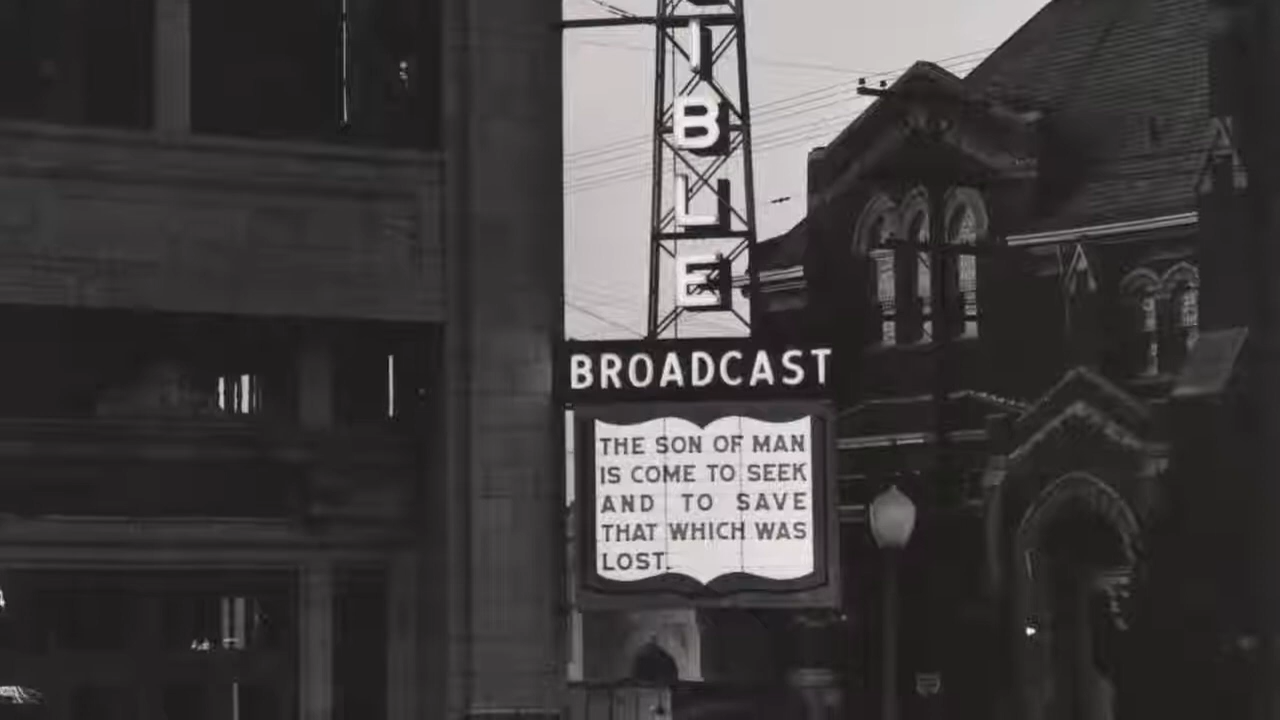 IBLE
BROADCAST
THE SON OF MAN
IS COME TO SEEK
AND TO SAVE
THAT WHICH WAS
LOST.